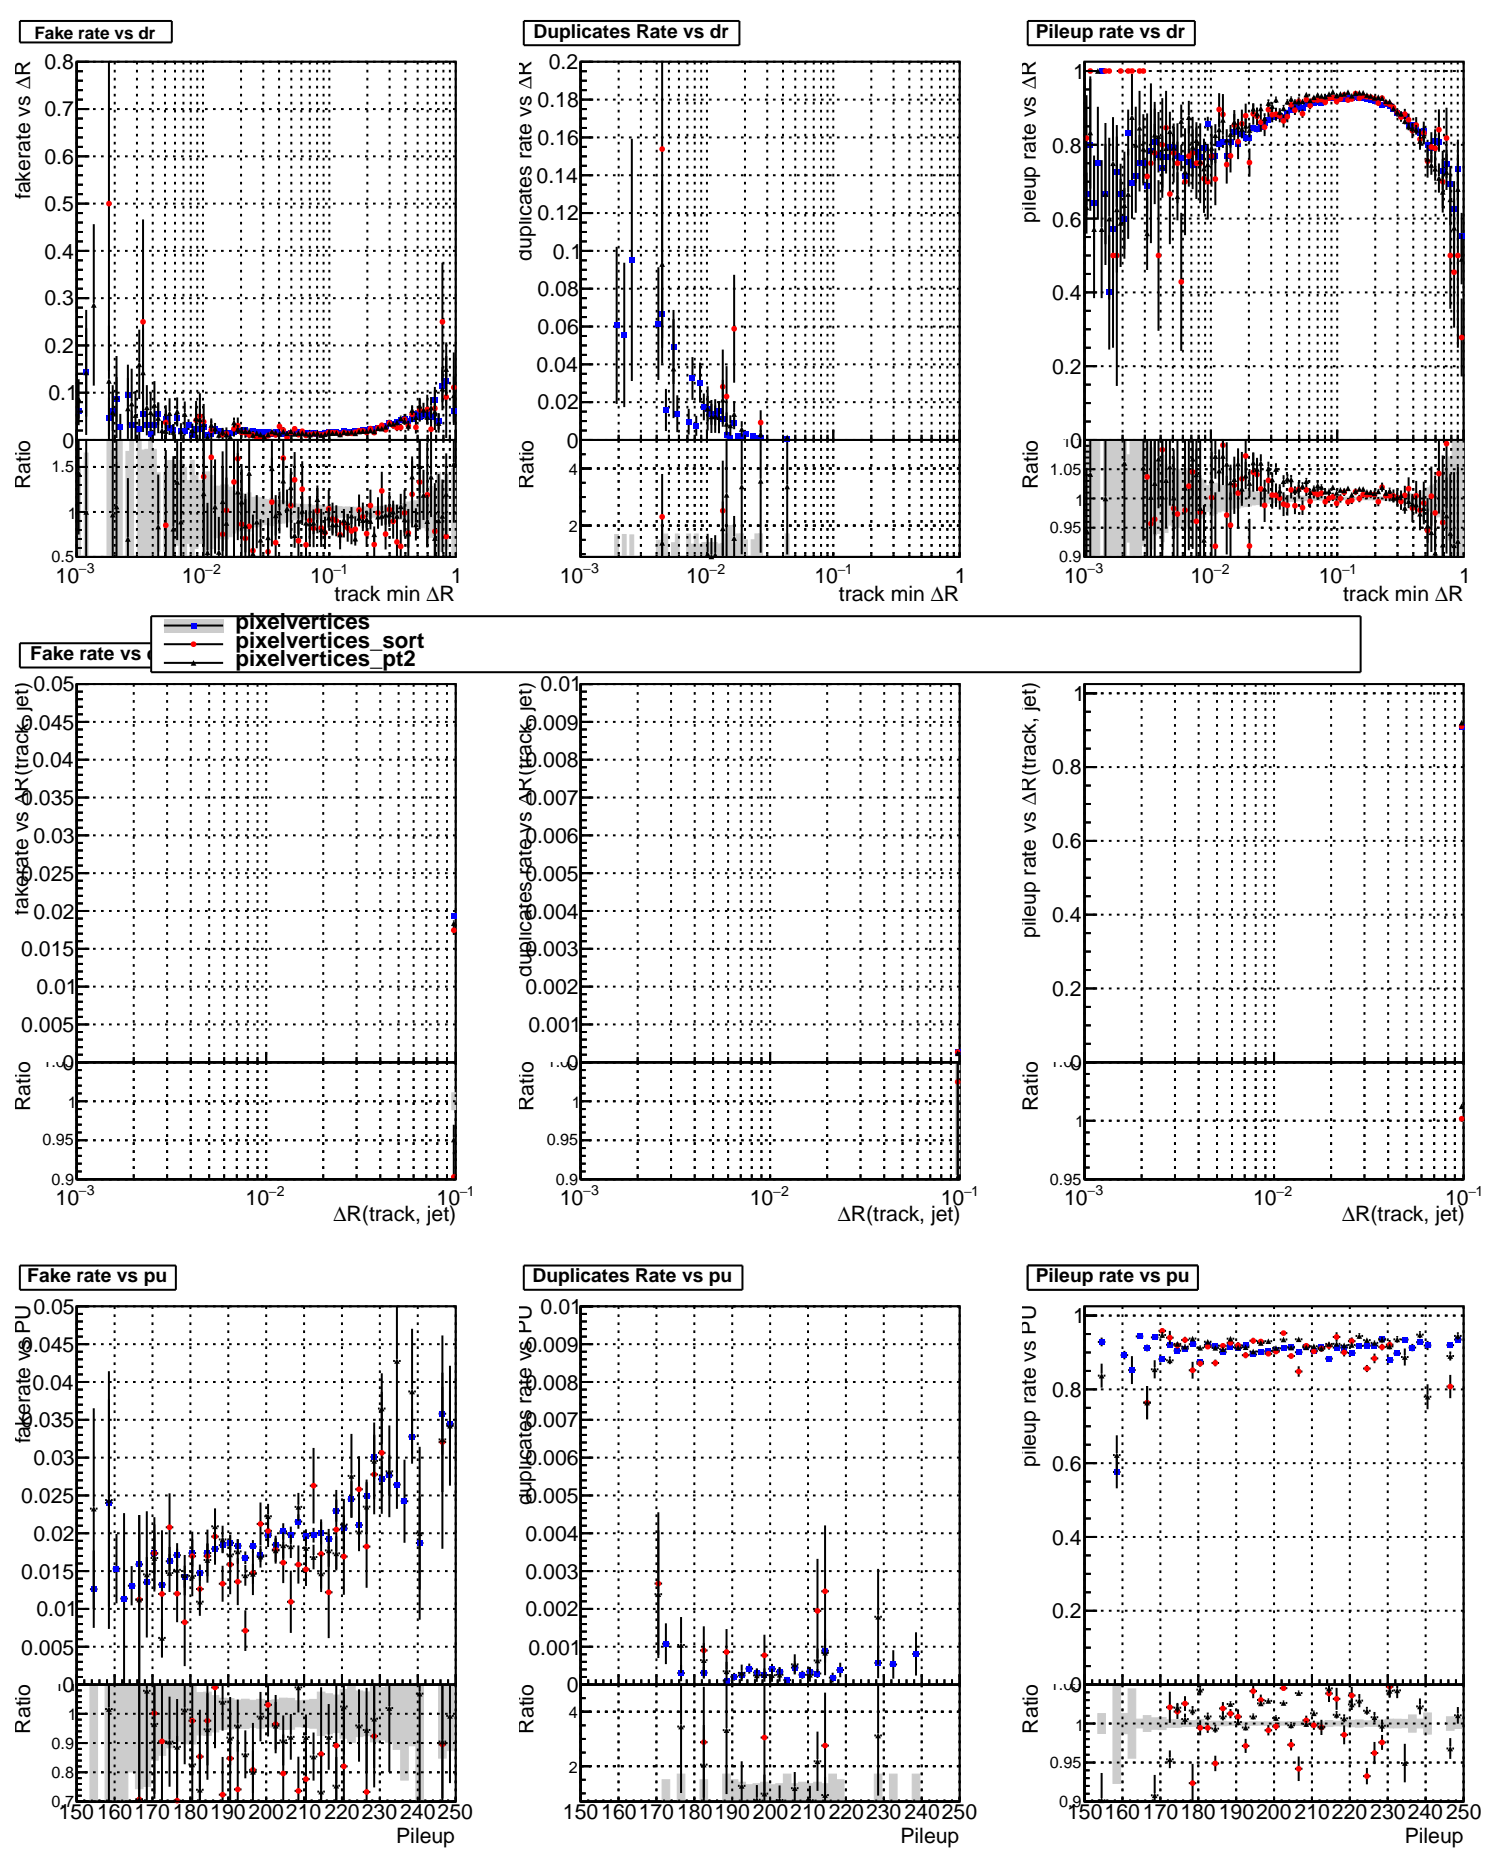 Fake rate vs dr
fakerate vs ΔR
0.8
0.7
0.6
0.5
0.4
0.3
0.2
0.1
0
Ratio
1.5
1
0.5
10⁻³ 10⁻² 10⁻¹ 1
track min ΔR
Duplicates Rate vs dr
duplicates rate vs ΔR
0.2
0.18
0.16
0.14
0.12
0.1
0.08
0.06
0.04
0.02
0
Ratio
4
2
10⁻³ 10⁻² 10⁻¹ 1
track min ΔR
Pileup rate vs dr
pileup rate vs ΔR
1
0.8
0.6
0.4
0.2
0
Ratio
1.05
1
0.95
0.9
10⁻³ 10⁻² 10⁻¹ 1
track min ΔR
pixelvertices
pixelvertices_sort
pixelvertices_pt2
Fake rate vs
fakerate vs ΔR(track, jet)
0.05
0.045
0.04
0.035
0.03
0.025
0.02
0.015
0.01
0.005
0
Ratio
1
0.95
0.9
10⁻³ 10⁻² 10⁻¹
ΔR(track, jet)
duplicates rate vs ΔR(track, jet)
0.01
0.009
0.008
0.007
0.006
0.005
0.004
0.003
0.002
0.001
0
Ratio
1
0.95
0.9
10⁻³ 10⁻² 10⁻¹
ΔR(track, jet)
pileup rate vs ΔR(track, jet)
1
0.8
0.6
0.4
0.2
0
Ratio
1
0.95
10⁻³ 10⁻² 10⁻¹
ΔR(track, jet)
Fake rate vs pu
fakerate vs PU
0.05
0.045
0.04
0.035
0.03
0.025
0.02
0.015
0.01
0.005
0
Ratio
1
0.9
0.8
0.7
150 160 170 180 190 200 210 220 230 240 250
Pileup
Duplicates Rate vs pu
duplicates rate vs PU
0.01
0.009
0.008
0.007
0.006
0.005
0.004
0.003
0.002
0.001
0
Ratio
4
2
150 160 170 180 190 200 210 220 230 240 250
Pileup
Pileup rate vs pu
pileup rate vs PU
1
0.8
0.6
0.4
0.2
0
Ratio
1
0.95
0.9
150 160 170 180 190 200 210 220 230 240 250
Pileup